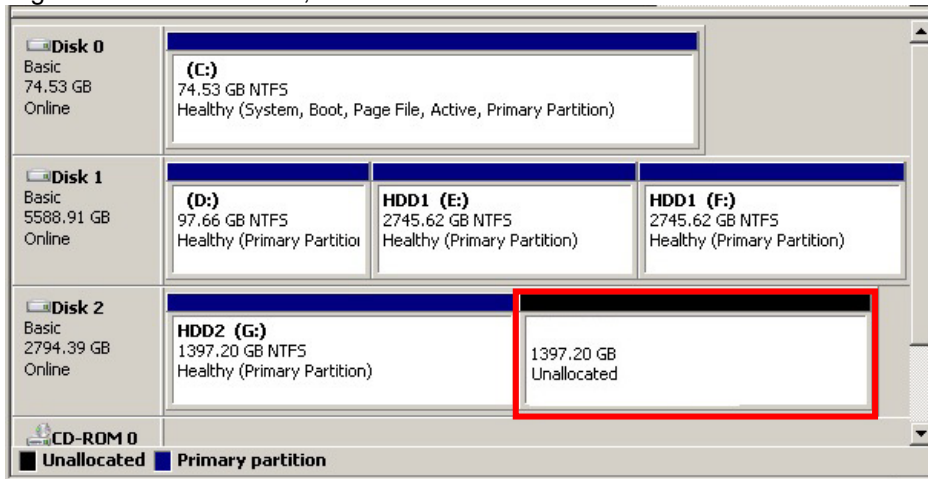 Disk 0
Basic
74.53 GB
Online
(C:)
74.53 GB NTFS
Healthy (System, Boot, Page File, Active, Primary Partition)
Disk 1
Basic
5588.91 GB
Online
(D:)
97.66 GB NTFS
Healthy (Primary Partitio
HDD1 (E:)
2745.62 GB NTFS
Healthy (Primary Partition)
HDD1 (F:)
2745.62 GB NTFS
Healthy (Primary Partition)
Disk 2
Basic
2794.39 GB
Online
HDD2 (G:)
1397.20 GB NTFS
Healthy (Primary Partition)
1397.20 GB
Unallocated
CD-ROM 0
Unallocated Primary partition